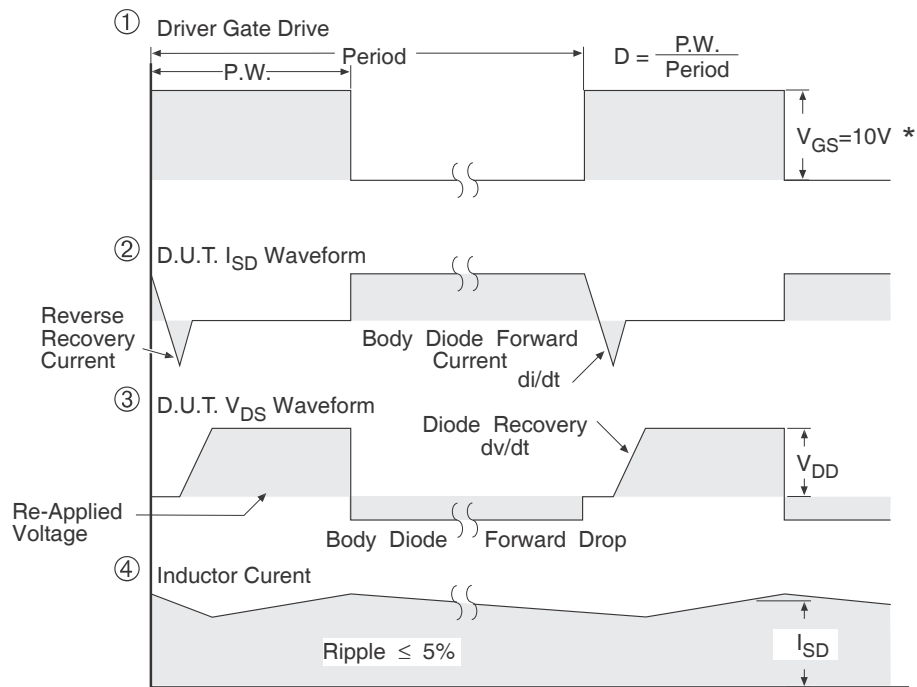 ① Driver Gate Drive
Period
P.W.
D = P.W. / Period
V_GS=10V *
② D.U.T. I_SD Waveform
Reverse
Recovery
Current
Body Diode Forward
Current
di/dt
③ D.U.T. V_DS Waveform
Diode Recovery
dv/dt
V_DD
Re-Applied
Voltage
Body Diode Forward Drop
④ Inductor Curent
Ripple ≤ 5%
I_SD